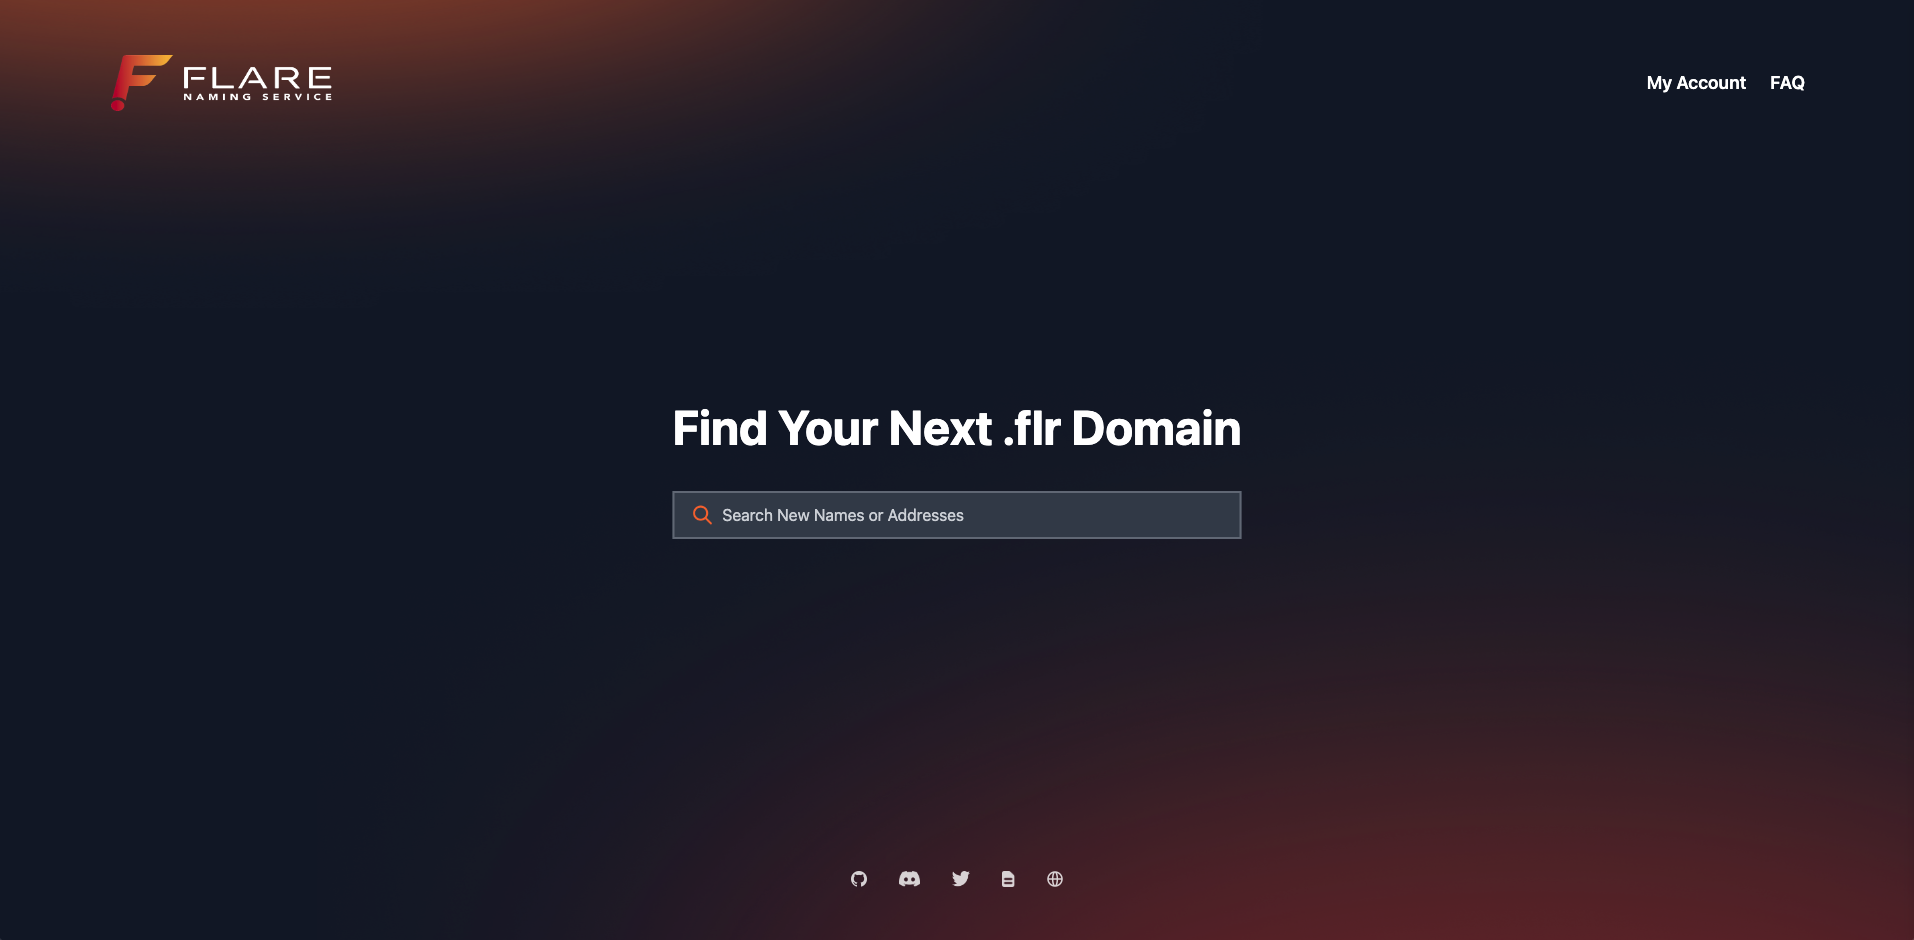 FLARE
NAMING SERVICE
My Account
FAQ
Find Your Next .flr Domain
Search New Names or Addresses